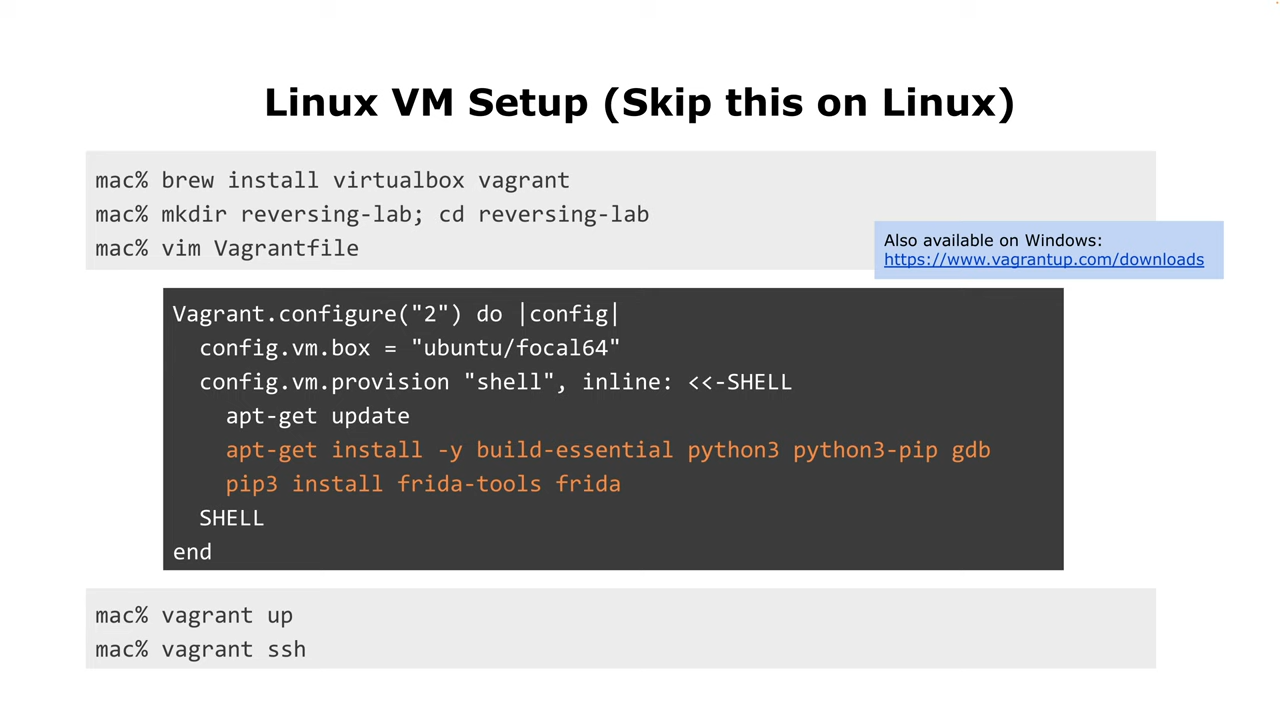 Linux VM Setup (Skip this on Linux)
mac% brew install virtualbox vagrant
mac% mkdir reversing-lab; cd reversing-lab
mac% vim Vagrantfile
Also available on Windows:
https://www.vagrantup.com/downloads
Vagrant.configure("2") do |config|
  config.vm.box = "ubuntu/focal64"
  config.vm.provision "shell", inline: <<-SHELL
    apt-get update
    apt-get install -y build-essential python3 python3-pip gdb
    pip3 install frida-tools frida
  SHELL
end
mac% vagrant up
mac% vagrant ssh